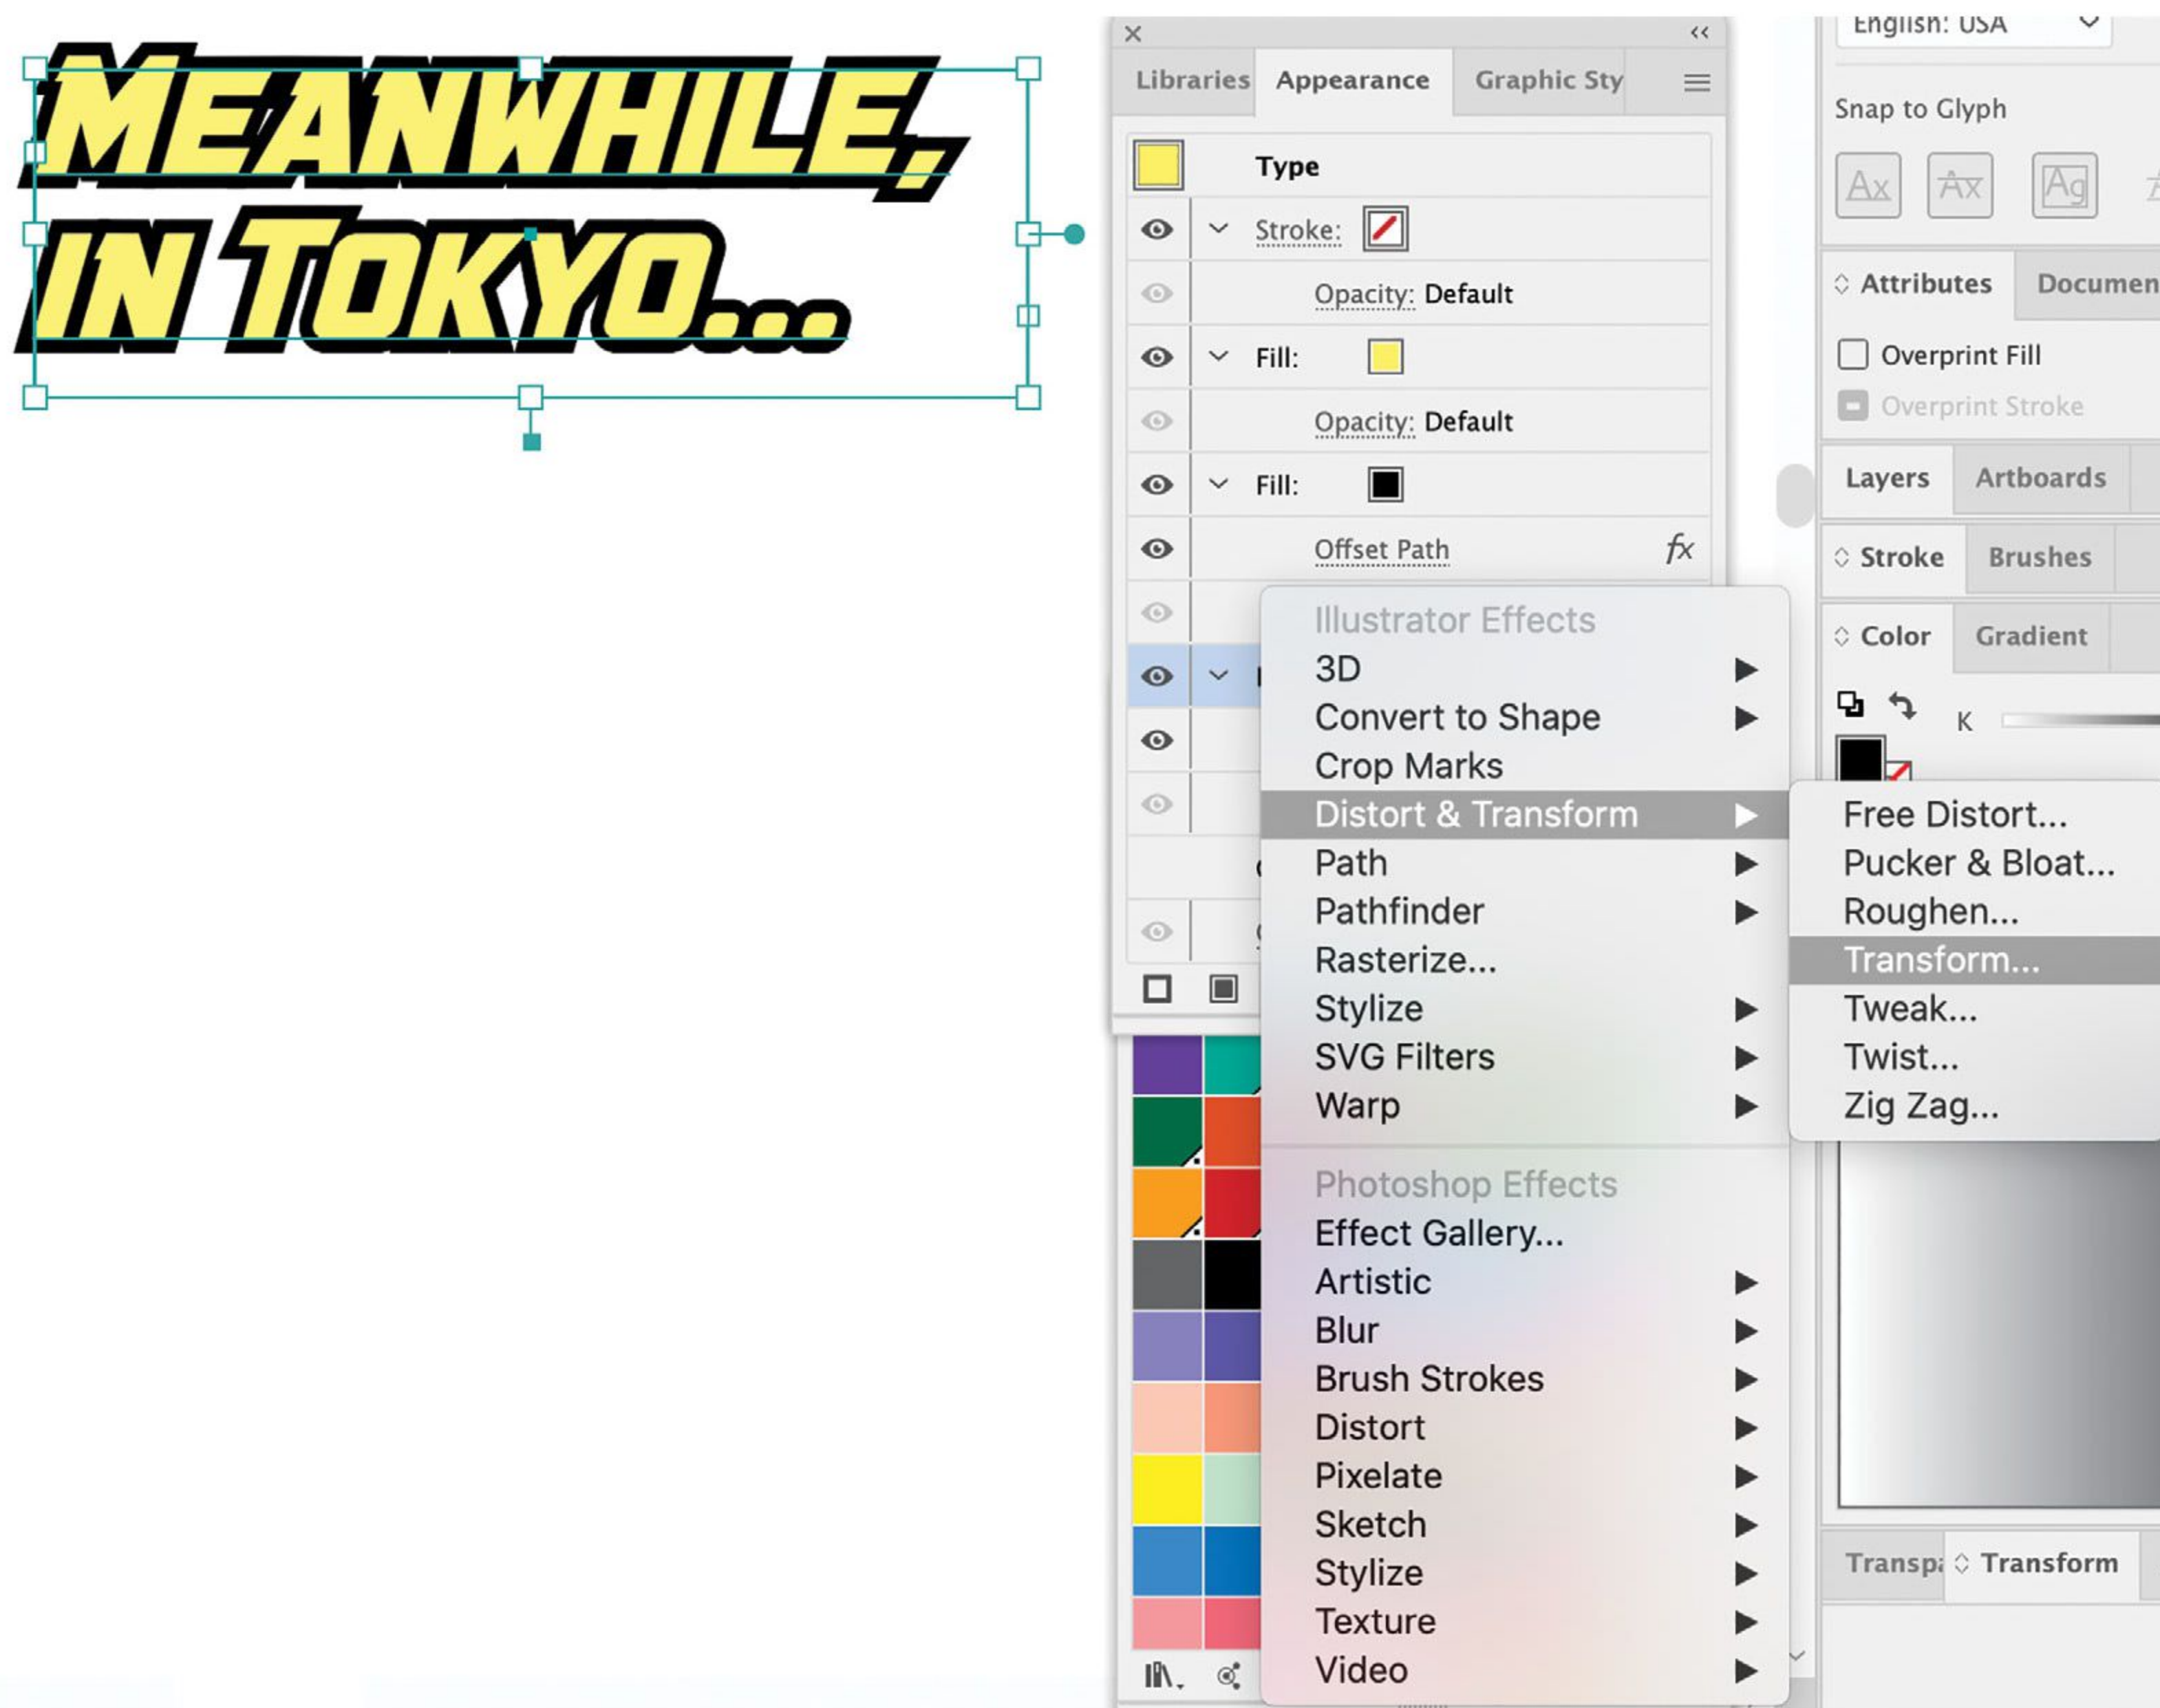 MEANWHILE,
IN TOKYO...
Libraries Appearance Graphic Sty
Type
Stroke:
Opacity: Default
Fill:
Opacity: Default
Fill:
Offset Path fx
Illustrator Effects
3D
Convert to Shape
Crop Marks
Distort & Transform
Path
Pathfinder
Rasterize...
Stylize
SVG Filters
Warp
Photoshop Effects
Effect Gallery...
Artistic
Blur
Brush Strokes
Distort
Pixelate
Sketch
Stylize
Texture
Video
Free Distort...
Pucker & Bloat...
Roughen...
Transform...
Tweak...
Twist...
Zig Zag...
English: USA
Snap to Glyph
Ax Ax Ag
Attributes Documen
Overprint Fill
Overprint Stroke
Layers Artboards
Stroke Brushes
Color Gradient
K
Transpa Transform